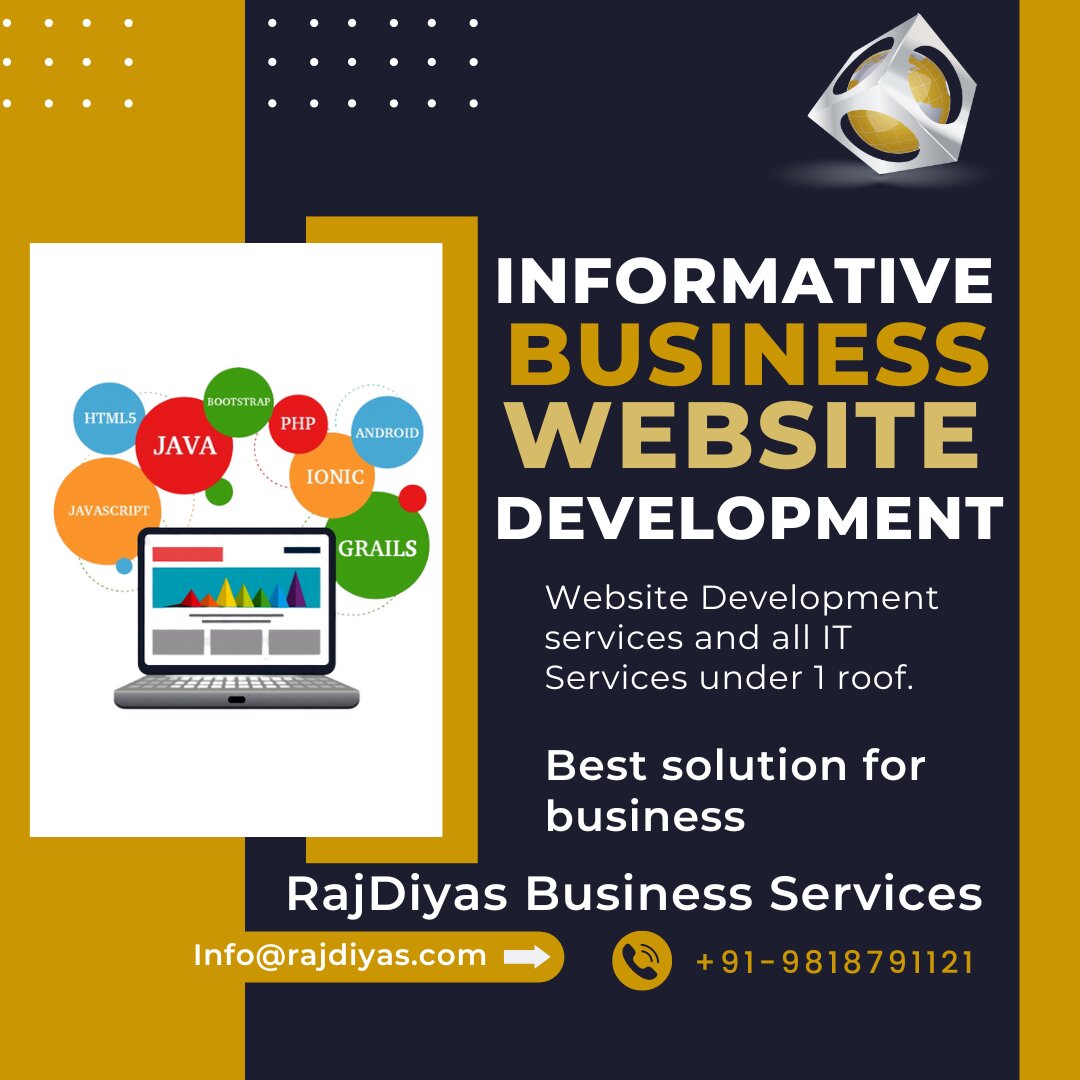 INFORMATIVE
BUSINESS
WEBSITE
DEVELOPMENT
HTML5
JAVA
BOOTSTRAP
PHP
ANDROID
IONIC
JAVASCRIPT
GRAILS
Website Development
services and all IT
Services under 1 roof.
Best solution for
business
RajDiyas Business Services
Info@rajdiyas.com
+91-9818791121